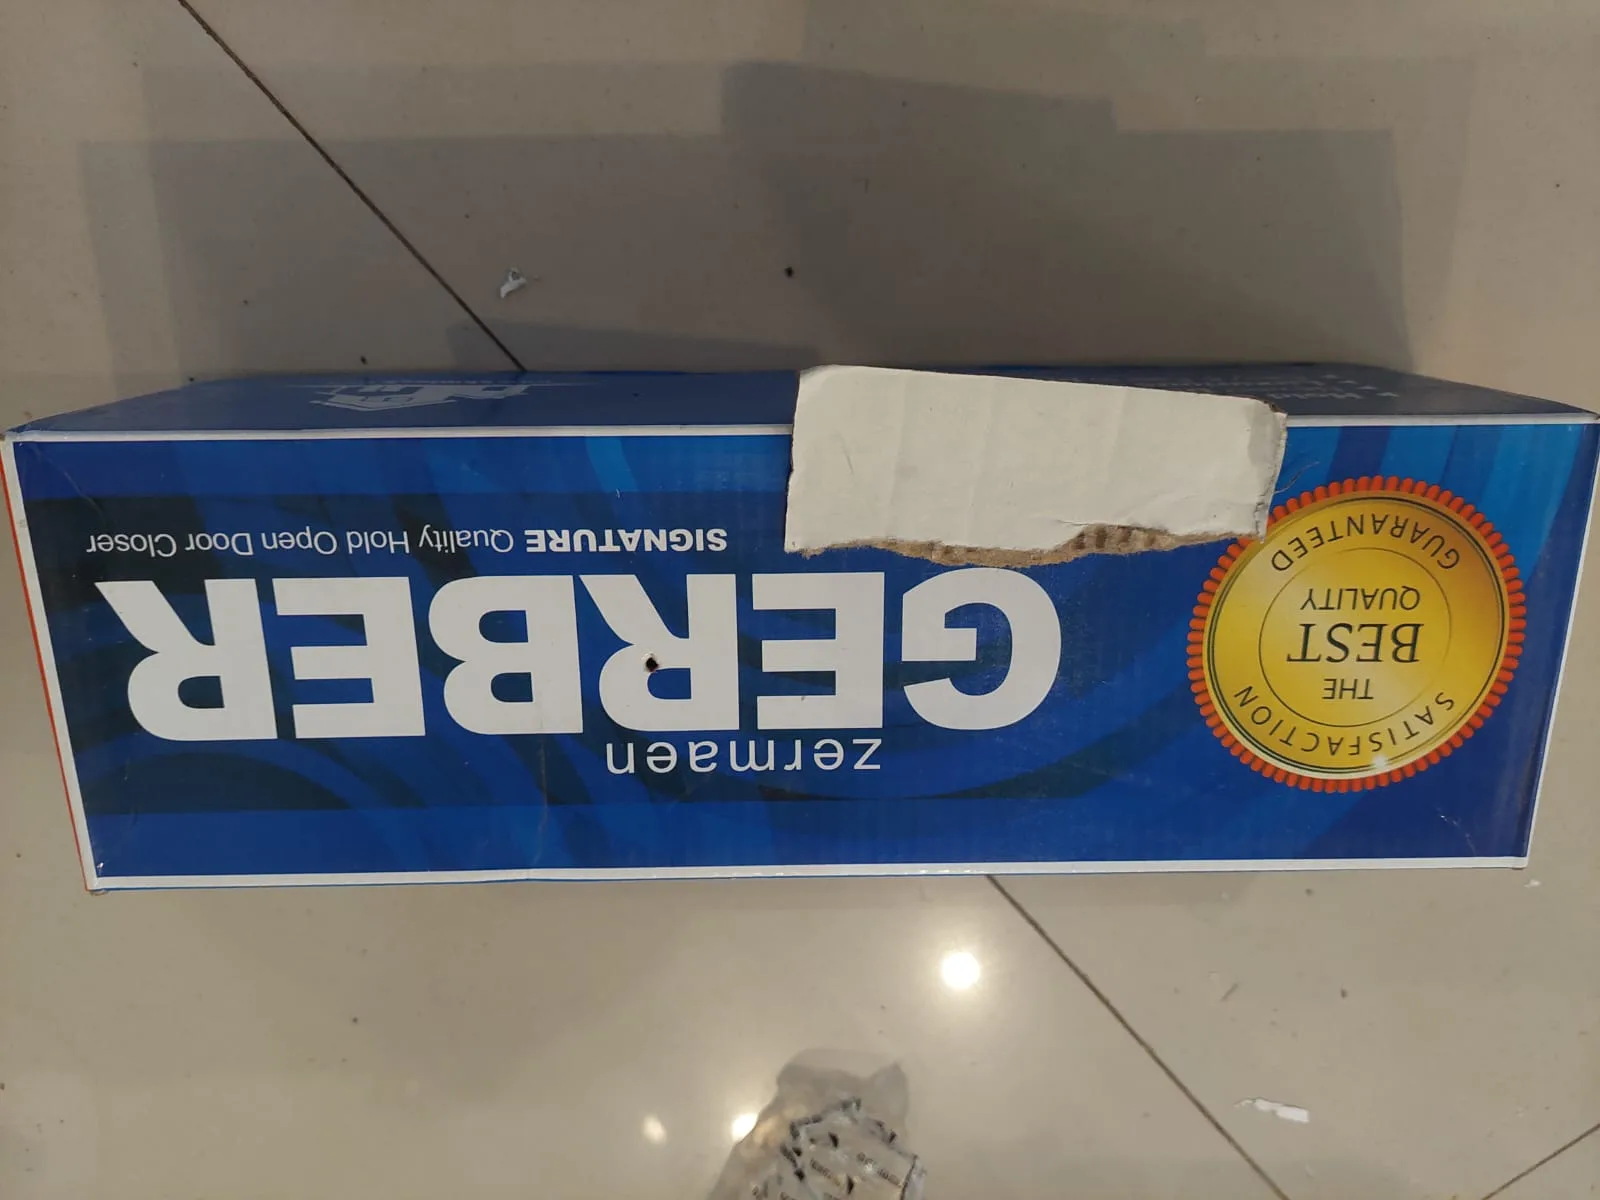 zermaen
GERBER
SIGNATURE Quality Hold Open Door Closer
SATISFACTION
THE
BEST
QUALITY
GUARANTEED